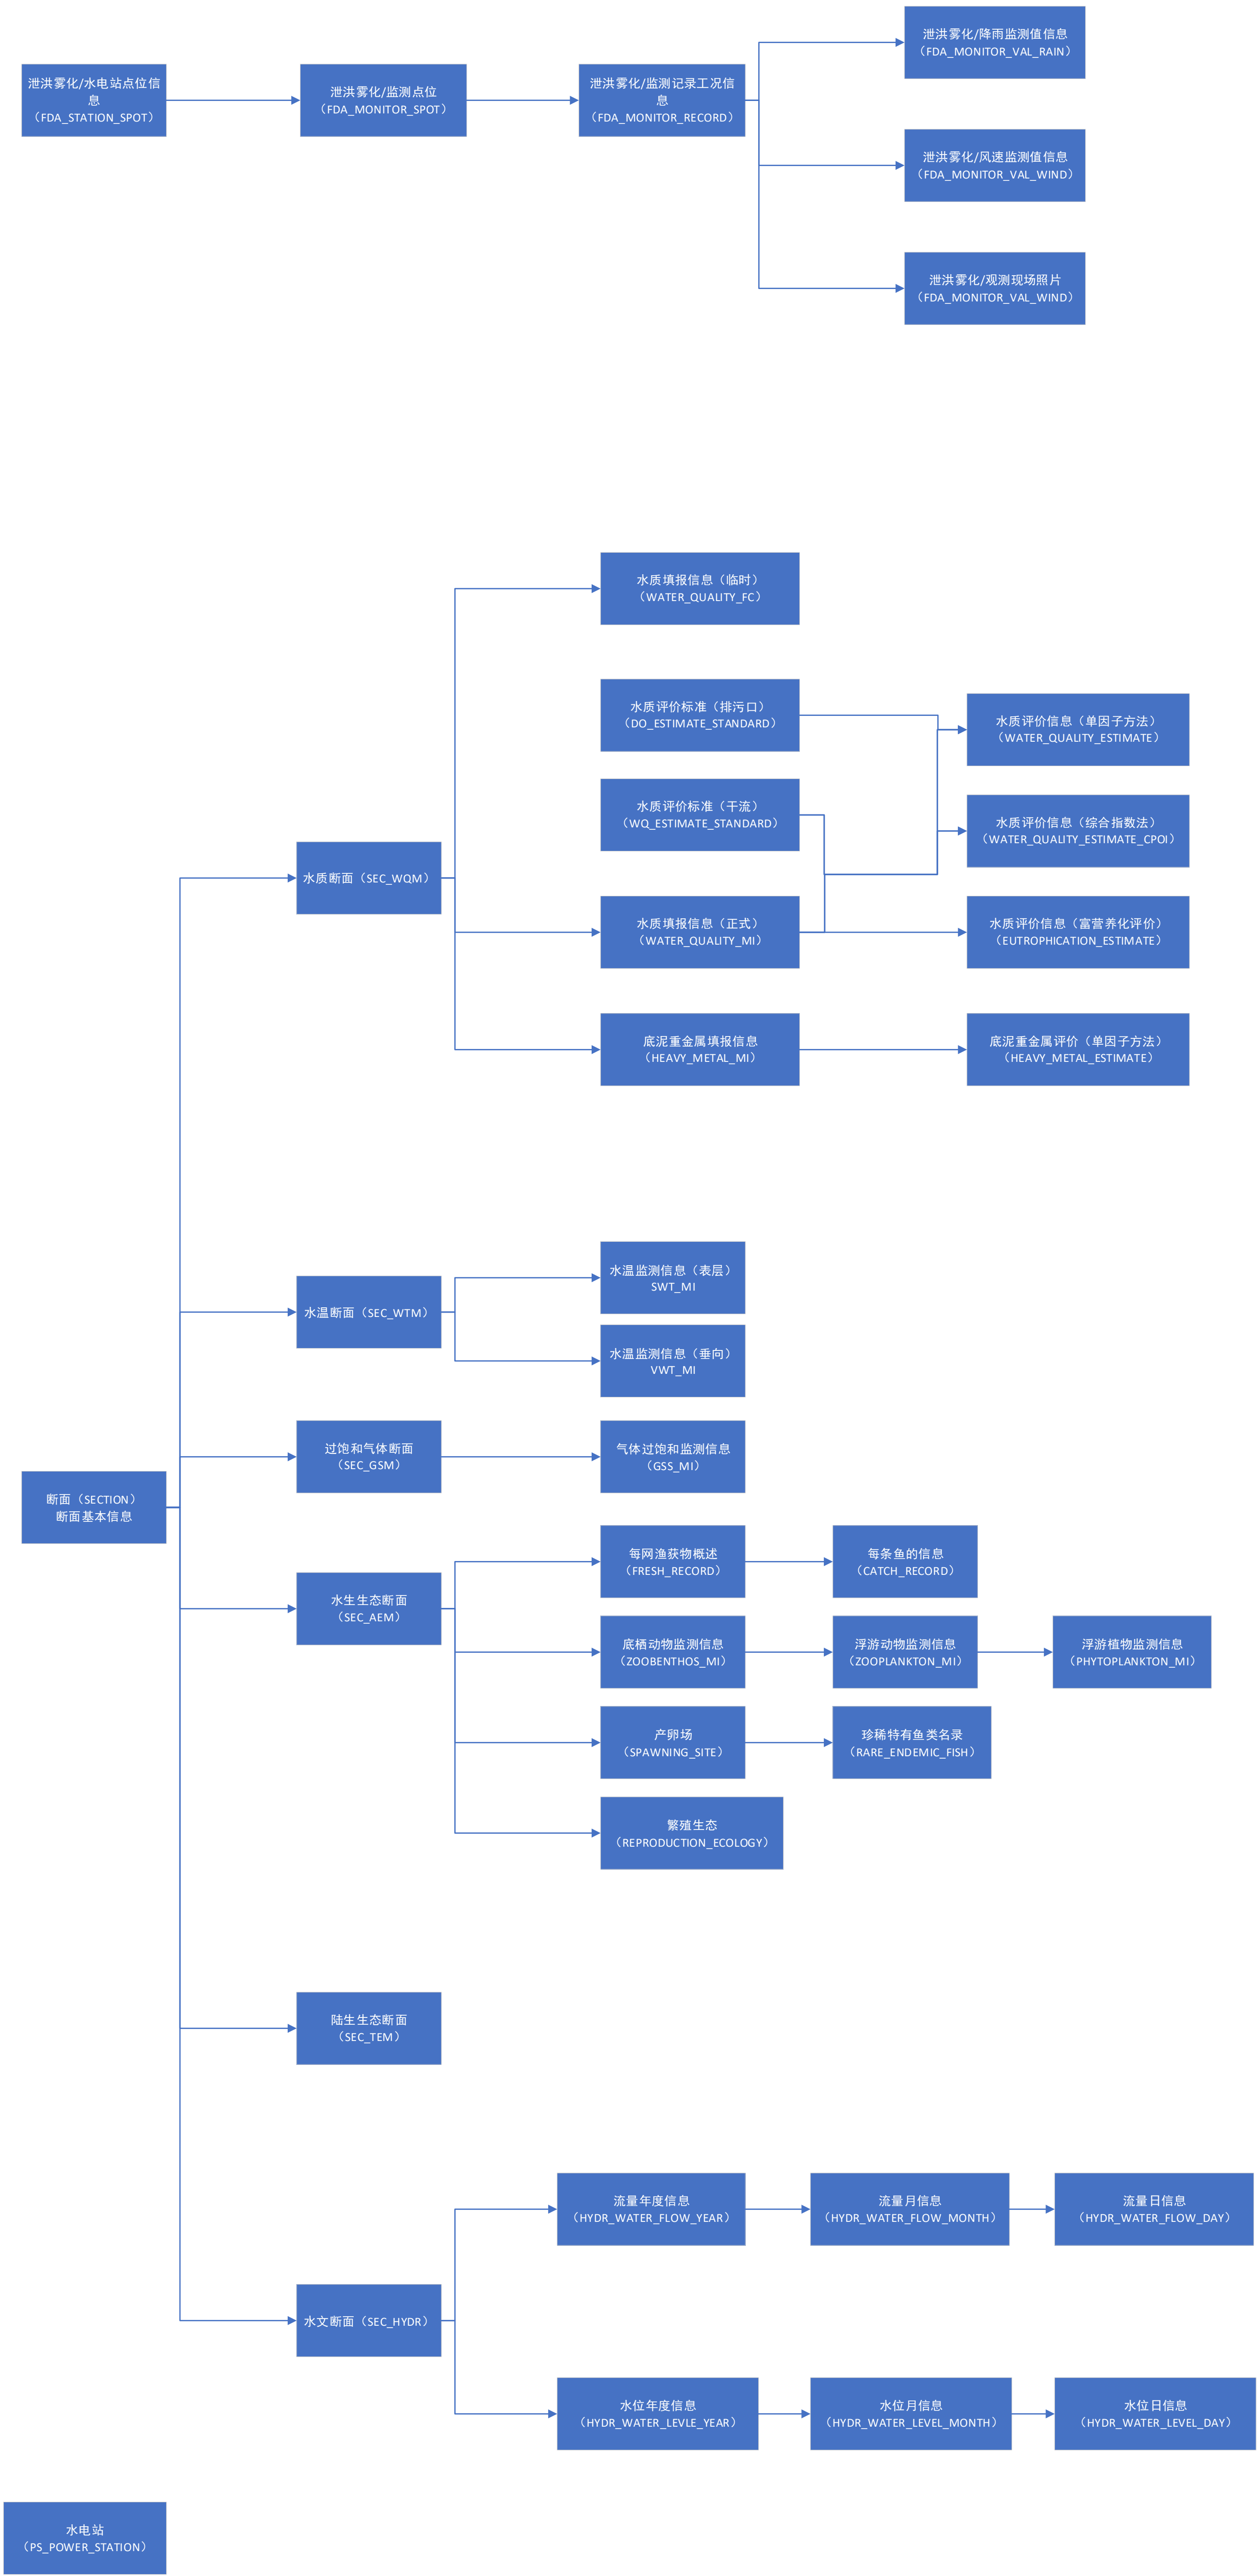 泄洪雾化/水电站点位信
息
（FDA_STATION_SPOT）
泄洪雾化/监测点位
（FDA_MONITOR_SPOT）
泄洪雾化/监测记录工况信
息
（FDA_MONITOR_RECORD）
泄洪雾化/降雨监测值信息
（FDA_MONITOR_VAL_RAIN）
泄洪雾化/风速监测值信息
（FDA_MONITOR_VAL_WIND）
泄洪雾化/观测现场照片
（FDA_MONITOR_VAL_WIND）
断面（SECTION）
断面基本信息
水质断面（SEC_WQM）
水质填报信息（临时）
（WATER_QUALITY_FC）
水质评价标准（排污口）
（DO_ESTIMATE_STANDARD）
水质评价标准（干流）
（WQ_ESTIMATE_STANDARD）
水质填报信息（正式）
（WATER_QUALITY_MI）
底泥重金属填报信息
（HEAVY_METAL_MI）
水质评价信息（单因子方法）
（WATER_QUALITY_ESTIMATE）
水质评价信息（综合指数法）
（WATER_QUALITY_ESTIMATE_CPOI）
水质评价信息（富营养化评价）
（EUTROPHICATION_ESTIMATE）
底泥重金属评价（单因子方法）
（HEAVY_METAL_ESTIMATE）
水温断面（SEC_WTM）
水温监测信息（表层）
SWT_MI
水温监测信息（垂向）
VWT_MI
过饱和气体断面
（SEC_GSM）
气体过饱和监测信息
（GSS_MI）
水生生态断面
（SEC_AEM）
每网渔获物概述
（FRESH_RECORD）
每条鱼的信息
（CATCH_RECORD）
底栖动物监测信息
（ZOOBENTHOS_MI）
浮游动物监测信息
（ZOOPLANKTON_MI）
浮游植物监测信息
（PHYTOPLANKTON_MI）
产卵场
（SPAWNING_SITE）
珍稀特有鱼类名录
（RARE_ENDEMIC_FISH）
繁殖生态
（REPRODUCTION_ECOLOGY）
陆生生态断面
（SEC_TEM）
水文断面（SEC_HYDR）
流量年度信息
（HYDR_WATER_FLOW_YEAR）
流量月信息
（HYDR_WATER_FLOW_MONTH）
流量日信息
（HYDR_WATER_FLOW_DAY）
水位年度信息
（HYDR_WATER_LEVLE_YEAR）
水位月信息
（HYDR_WATER_LEVEL_MONTH）
水位日信息
（HYDR_WATER_LEVEL_DAY）
水电站
（PS_POWER_STATION）